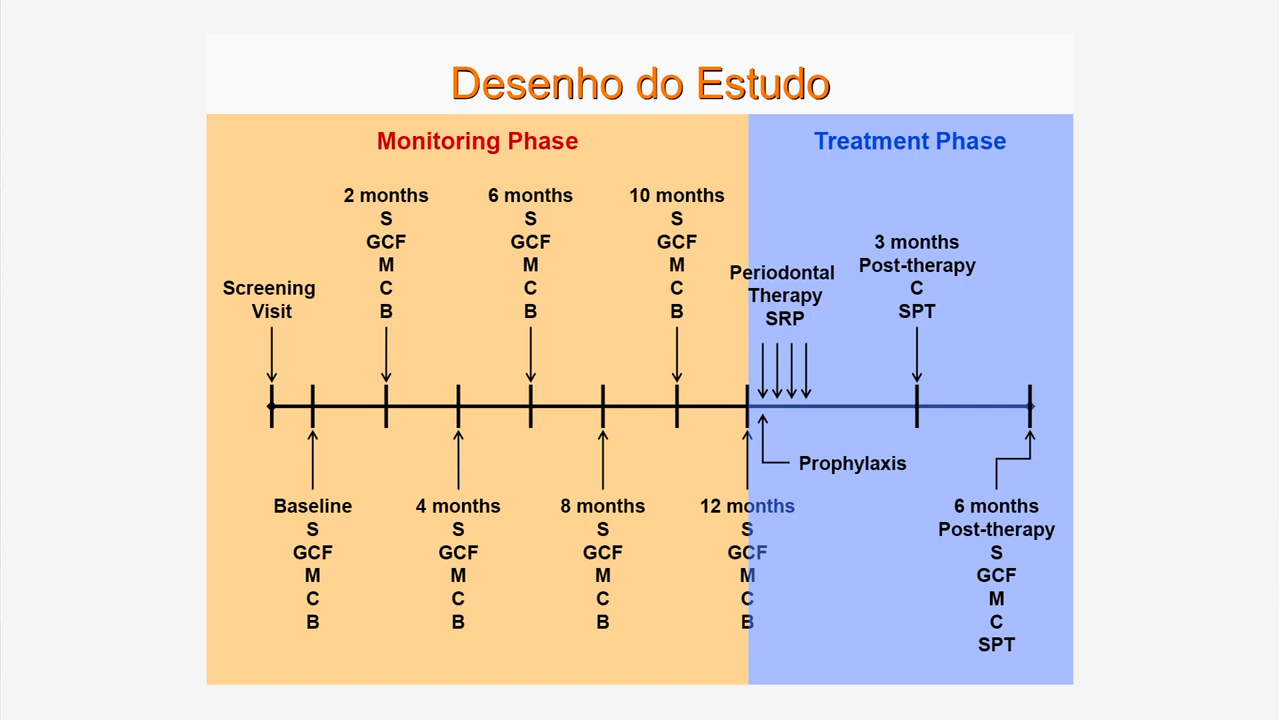 Desenho do Estudo
Monitoring Phase
Treatment Phase
Screening
Visit
2 months
S
GCF
M
C
B
6 months
S
GCF
M
C
B
10 months
S
GCF
M
C
B
Periodontal
Therapy
SRP
3 months
Post-therapy
C
SPT
Prophylaxis
Baseline
S
GCF
M
C
B
4 months
S
GCF
M
C
B
8 months
S
GCF
M
C
B
12 months
S
GCF
M
C
B
6 months
Post-therapy
S
GCF
M
C
SPT